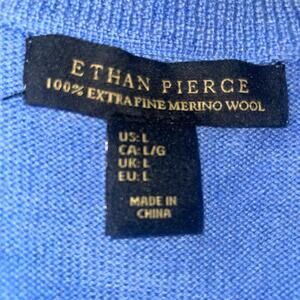 ETHAN PIERCE
100% EXTRAFINE MERINO WOOL
US: L
CA: L/G
UK: L
EU: L
MADE IN
CHINA